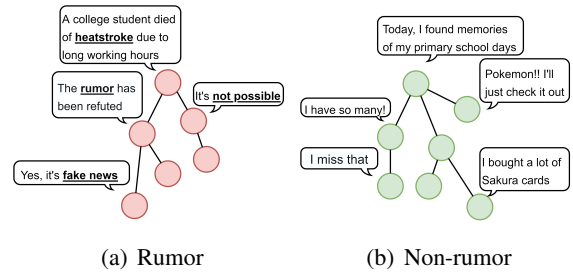 A college student died
of heatstroke due to
long working hours
The rumor has
been refuted
It's not possible
Yes, it's fake news
(a) Rumor
Today, I found memories
of my primary school days
Pokemon!! I'll
just check it out
I have so many!
I miss that
I bought a lot of
Sakura cards
(b) Non-rumor